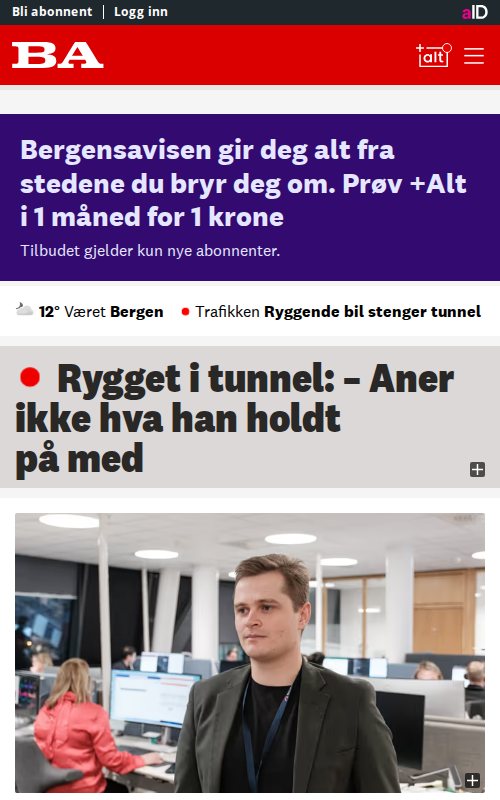 Bli abonnent | Logg inn
aID
BA
+alt
Bergensavisen gir deg alt fra
stedene du bryr deg om. Prøv +Alt
i 1 måned for 1 krone
Tilbudet gjelder kun nye abonnenter.
12° Været Bergen
Trafikken Ryggende bil stenger tunnel
Rygget i tunnel: – Aner
ikke hva han holdt
på med